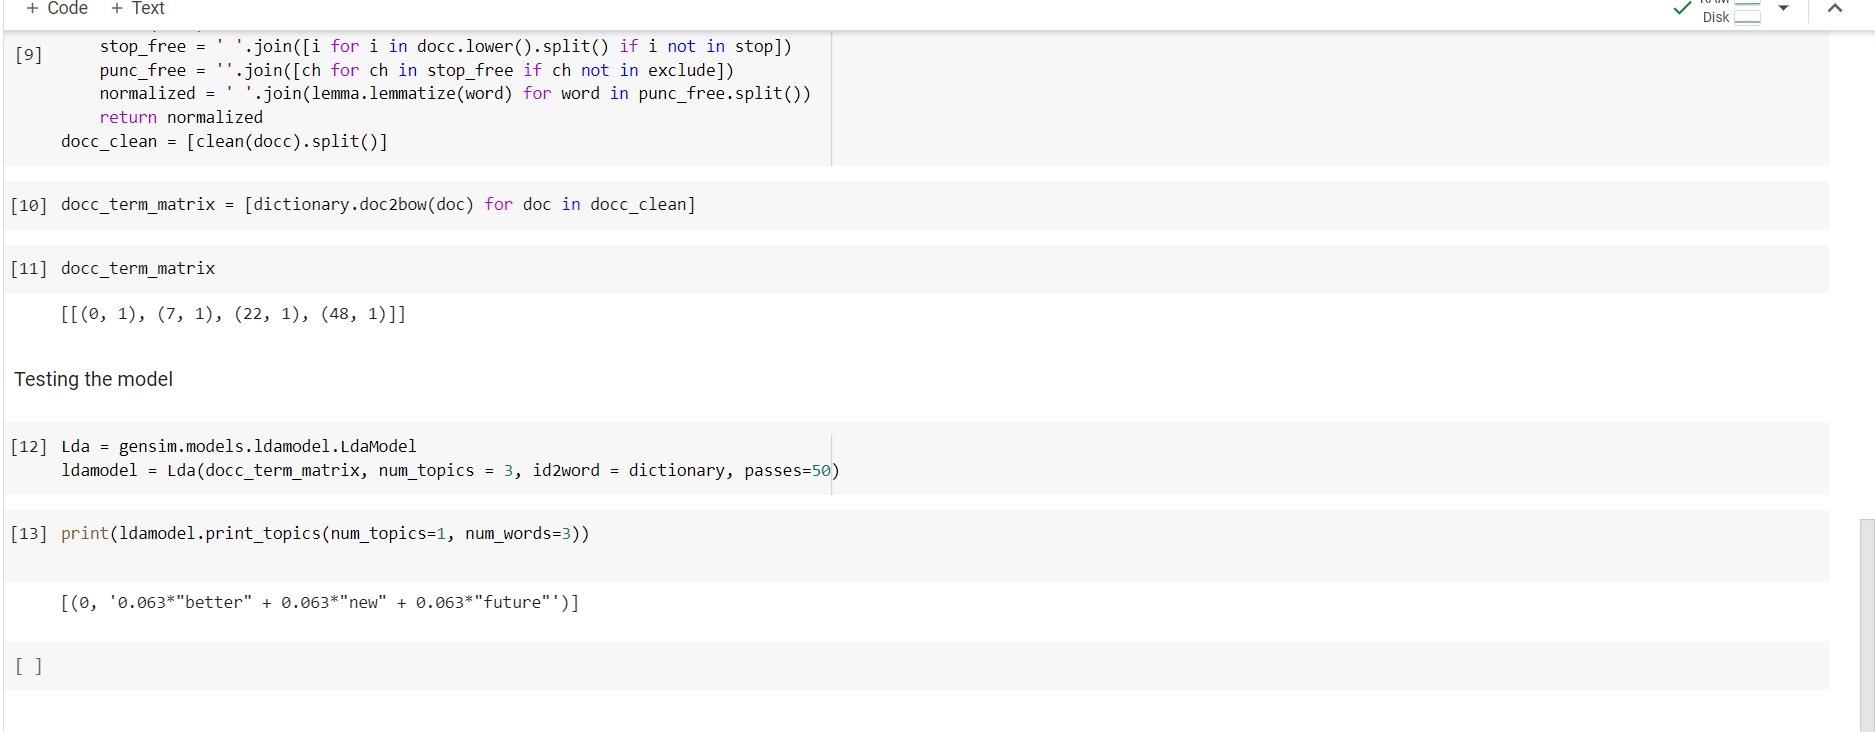 + Code + Text
RAM
Disk
[9]
stop_free = ' '.join([i for i in docc.lower().split() if i not in stop])
punc_free = ''.join([ch for ch in stop_free if ch not in exclude])
normalized = ' '.join(lemma.lemmatize(word) for word in punc_free.split())
return normalized
docc_clean = [clean(docc).split()]
[10] docc_term_matrix = [dictionary.doc2bow(doc) for doc in docc_clean]
[11] docc_term_matrix
[[(0, 1), (7, 1), (22, 1), (48, 1)]]
Testing the model
[12] Lda = gensim.models.ldamodel.LdaModel
ldamodel = Lda(docc_term_matrix, num_topics = 3, id2word = dictionary, passes=50)
[13] print(ldamodel.print_topics(num_topics=1, num_words=3))
[(0, '0.063*"better" + 0.063*"new" + 0.063*"future"')]
[ ]